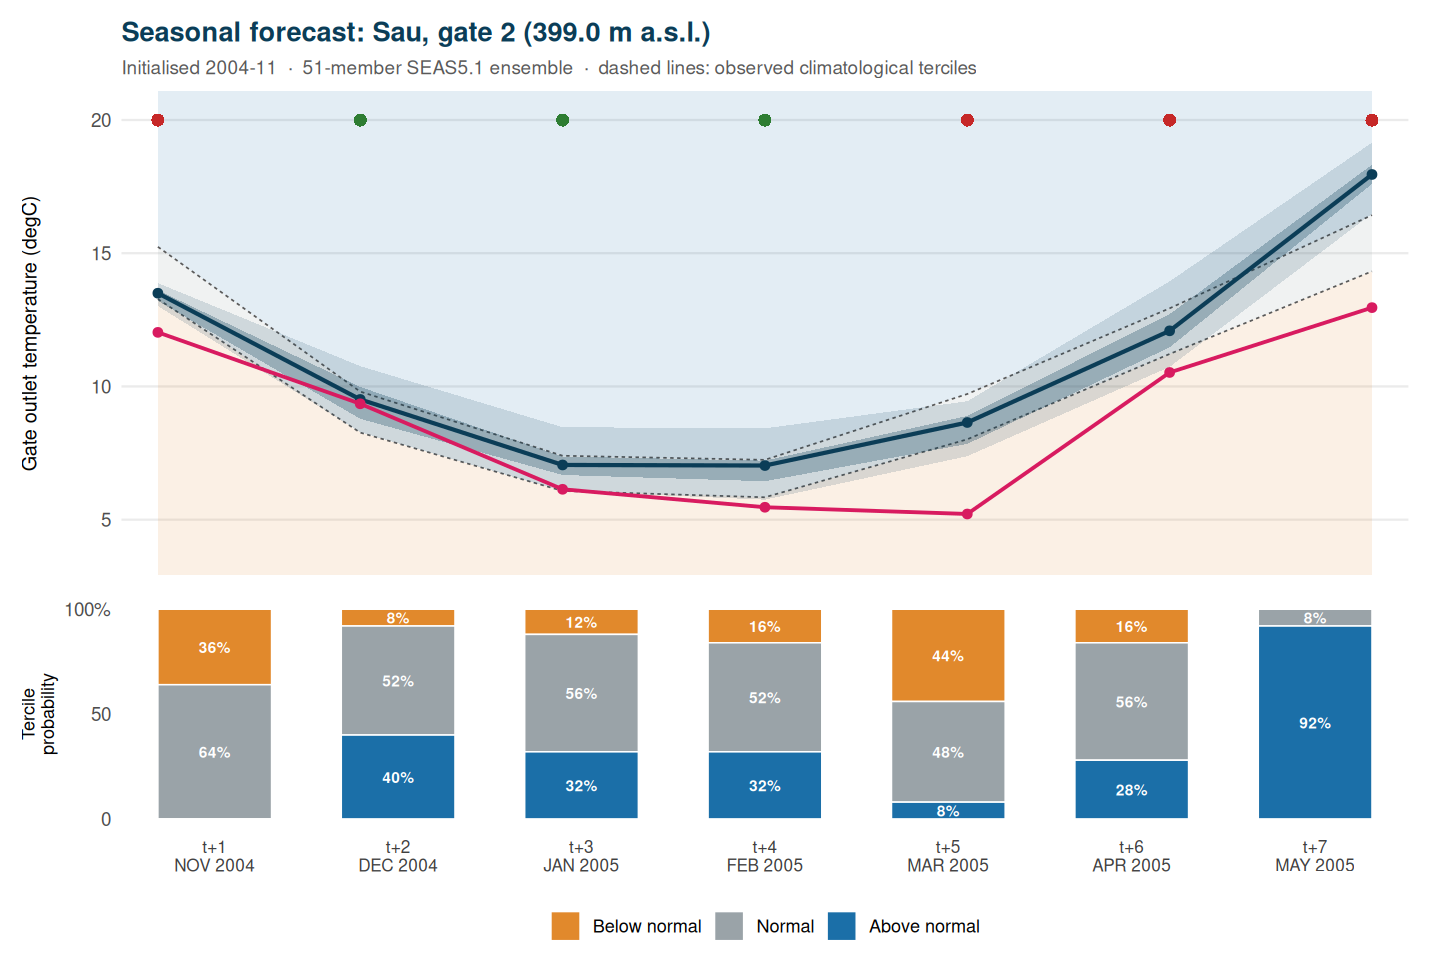 Seasonal forecast: Sau, gate 2 (399.0 m a.s.l.)
Initialised 2004-11 · 51-member SEAS5.1 ensemble · dashed lines: observed climatological terciles
Gate outlet temperature (degC)
20
15
10
5
Tercile
probability
100%
50
0
36%
64%
8%
52%
40%
12%
56%
32%
16%
52%
32%
44%
48%
8%
16%
56%
28%
8%
92%
t+1
NOV 2004
t+2
DEC 2004
t+3
JAN 2005
t+4
FEB 2005
t+5
MAR 2005
t+6
APR 2005
t+7
MAY 2005
Below normal
Normal
Above normal